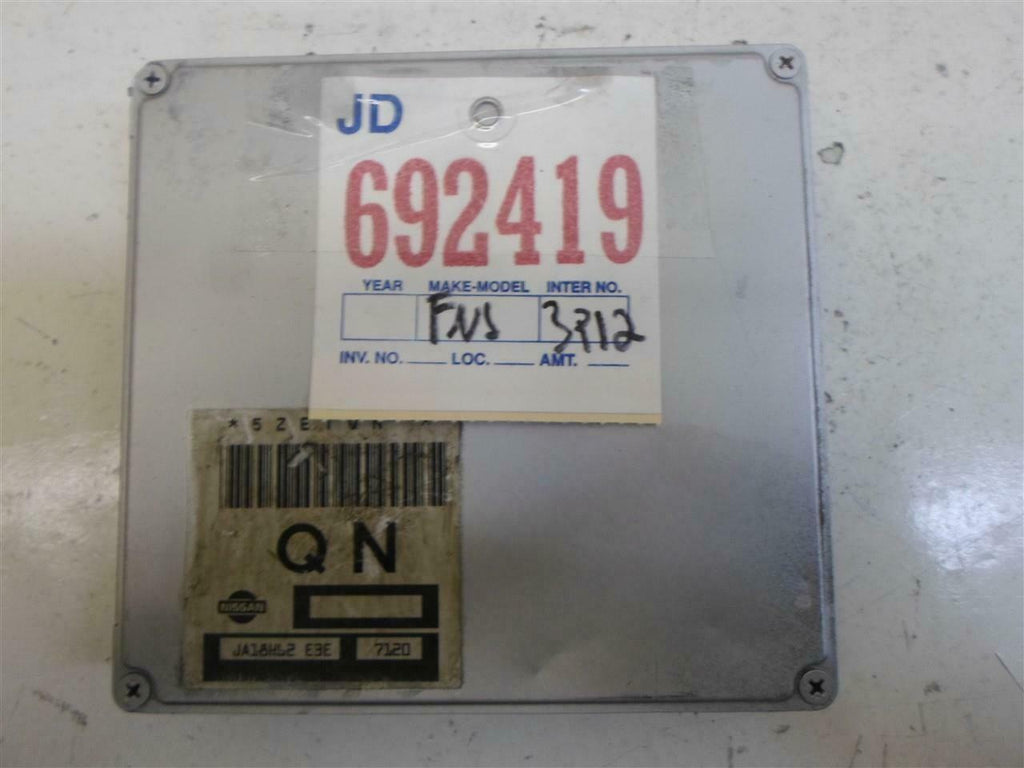 JD
692419
YEAR MAKE-MODEL INTER NO.
FNS 3712
INV. NO. LOC. AMT.
QN
NISSAN
JA18H62 E3E 7120